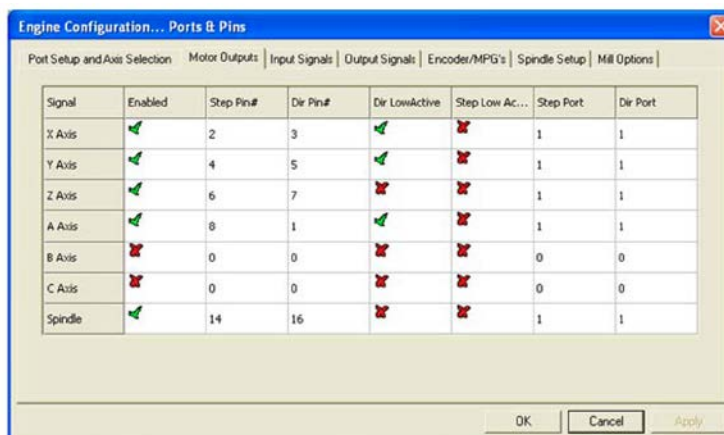 Engine Configuration... Ports & Pins
Port Setup and Axis Selection Motor Outputs Input Signals Output Signals Encoder/MPG's Spindle Setup Mill Options
Signal Enabled Step Pin# Dir Pin# Dir LowActive Step Low Ac... Step Port Dir Port
X Axis 2 3 1 1
Y Axis 4 5 1 1
Z Axis 6 7 1 1
A Axis 8 1 1 1
B Axis 0 0 0 0
C Axis 0 0 0 0
Spindle 14 16 1 1
OK Cancel Apply